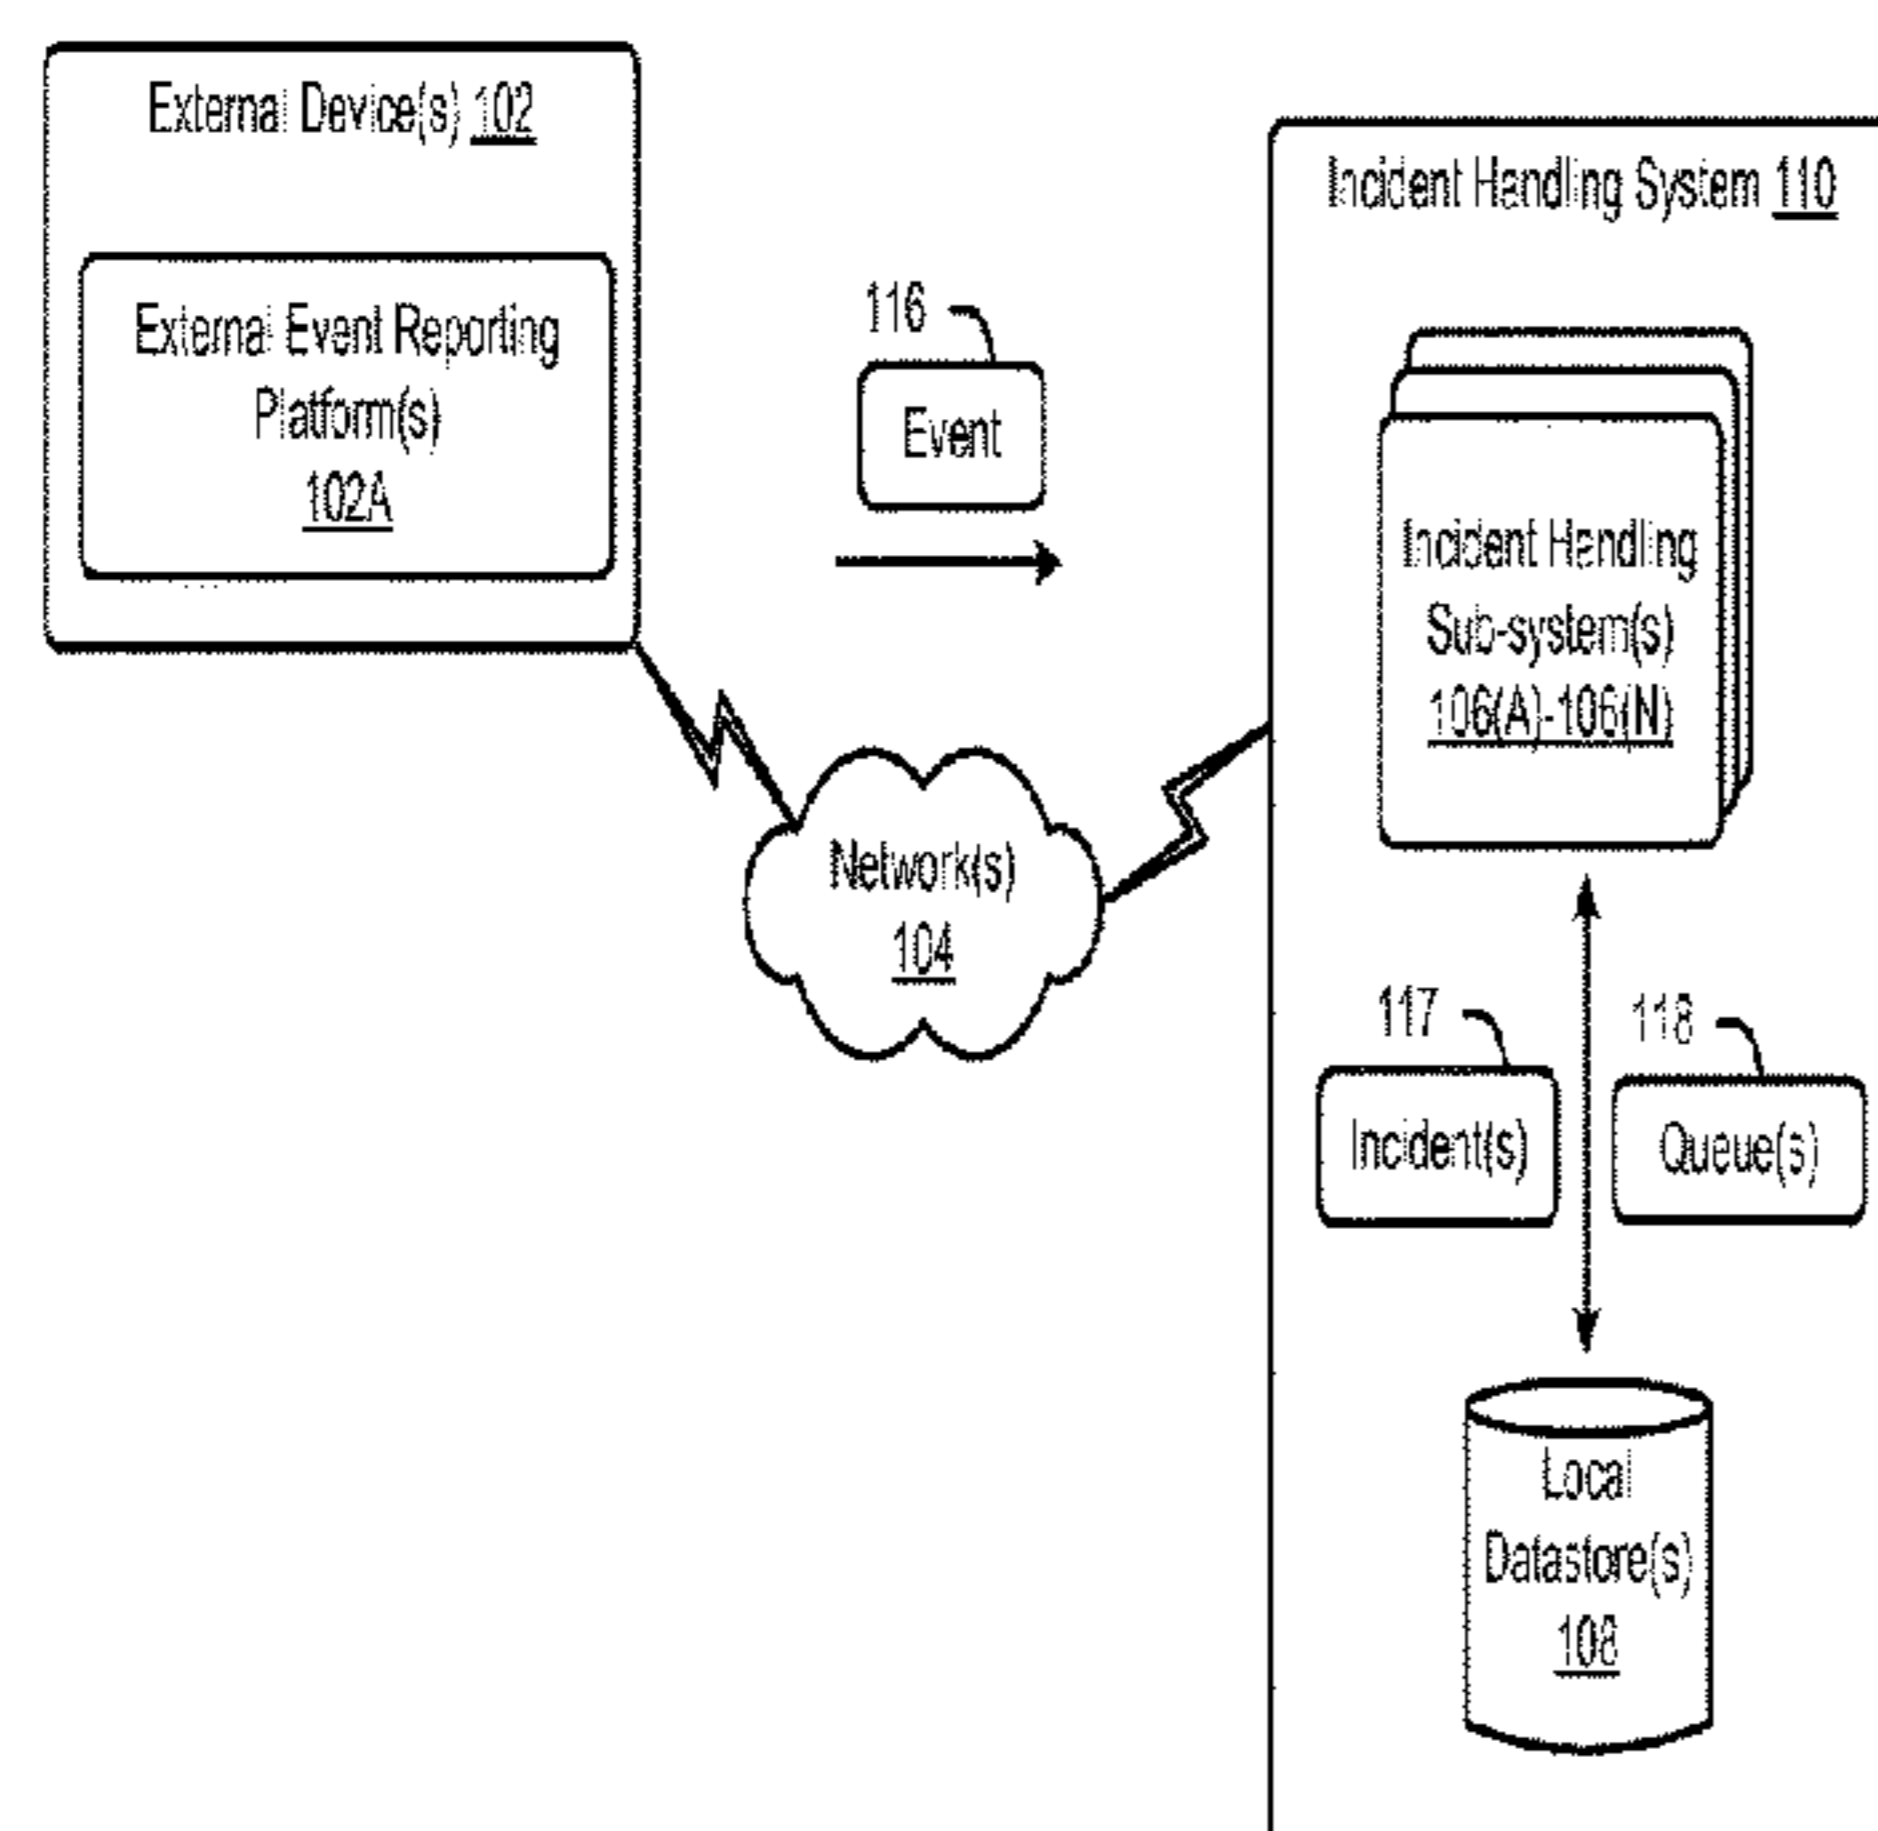 External Device(s) 102
External Event Reporting
Platform(s)
102A
116
Event
Network(s)
104
Incident Handling System 110
Incident Handling
Sub-system(s)
106(A)-106(N)
117
118
Incident(s)
Queue(s)
Local
Datastore(s)
108